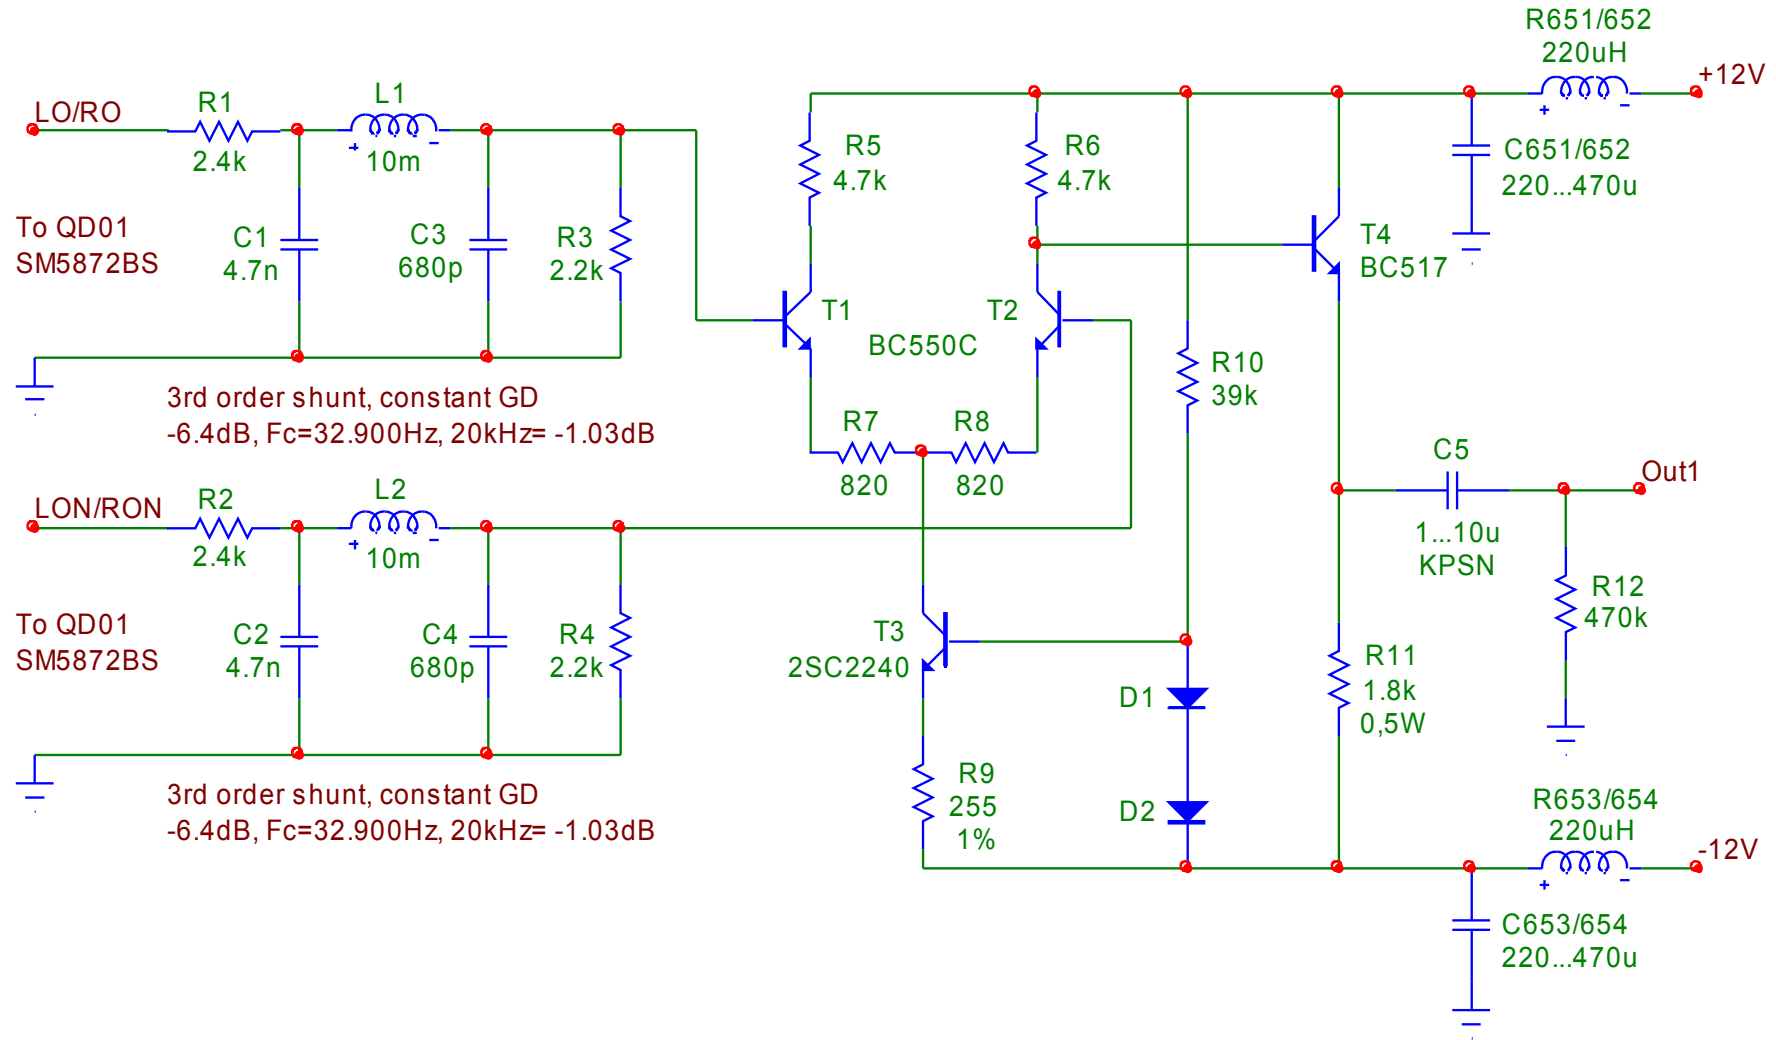 R651/652
220uH
+12V
LO/RO
R1
2.4k
L1
+ -
10m
+ -
R5
4.7k
R6
4.7k
C651/652
220...470u
To QD01
SM5872BS
C1
4.7n
C3
680p
R3
2.2k
T4
BC517
T1
T2
BC550C
R10
39k
3rd order shunt, constant GD
-6.4dB, Fc=32.900Hz, 20kHz= -1.03dB
R7
820
R8
820
C5
1...10u
KPSN
Out1
LON/RON
R2
2.4k
L2
+ -
10m
R12
470k
To QD01
SM5872BS
C2
4.7n
C4
680p
R4
2.2k
T3
2SC2240
D1
R11
1.8k
0,5W
3rd order shunt, constant GD
-6.4dB, Fc=32.900Hz, 20kHz= -1.03dB
R9
255
1%
D2
R653/654
220uH
-12V
+ -
C653/654
220...470u